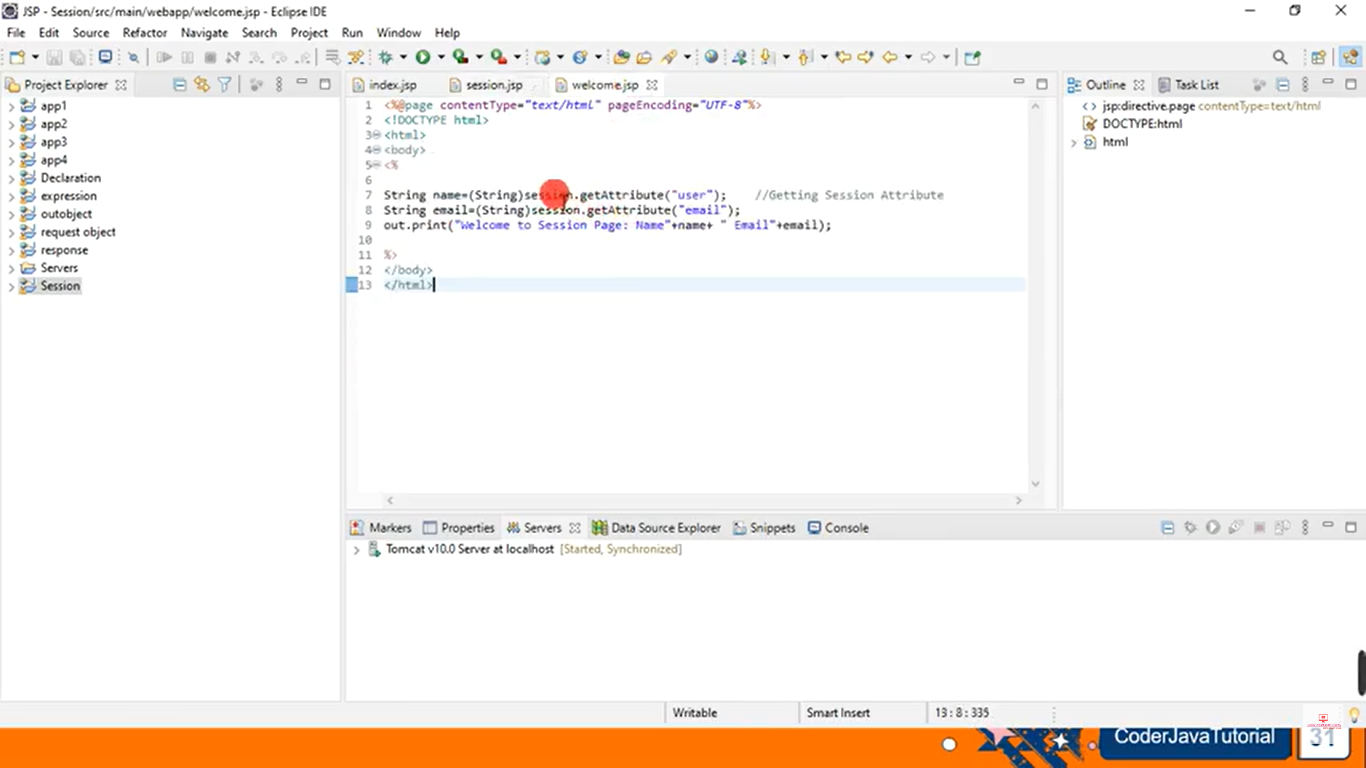 JSP - Session/src/main/webapp/welcome.jsp - Eclipse IDE
File Edit Source Refactor Navigate Search Project Run Window Help
Project Explorer
app1
app2
app3
app4
Declaration
expression
outobject
request object
response
Servers
Session
index.jsp session.jsp welcome.jsp
1 <%@page contentType="text/html" pageEncoding="UTF-8"%>
2 <!DOCTYPE html>
3 <html>
4 <body>
5 <%
6
7 String name=(String)session.getAttribute("user"); //Getting Session Attribute
8 String email=(String)session.getAttribute("email");
9 out.print("Welcome to Session Page: Name"+name+ " Email"+email);
10
11 %>
12 </body>
13 </html>
Outline Task List
jsp:directive.page contentType=text/html
DOCTYPE:html
html
Markers Properties Servers Data Source Explorer Snippets Console
Tomcat v10.0 Server at localhost [Started, Synchronized]
Writable Smart Insert 13 : 8 : 335
CoderJavaTutorial 31